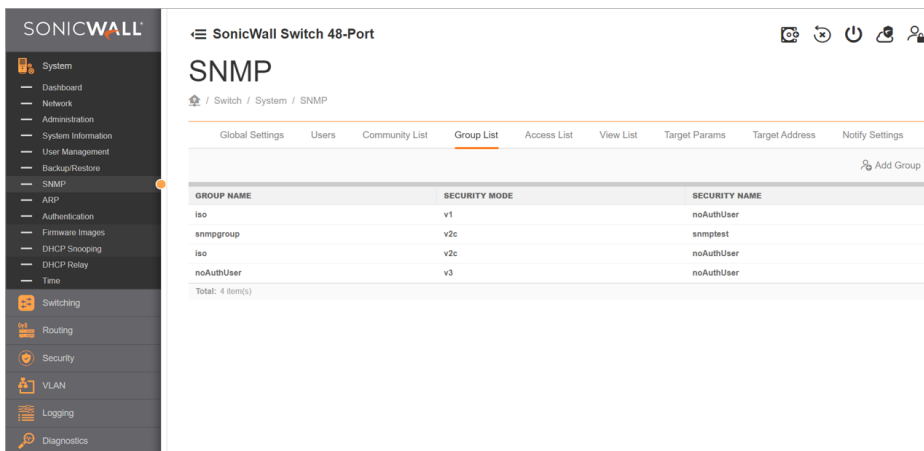 SONICWALL
SonicWall Switch 48-Port
System
Dashboard
Network
Administration
System Information
User Management
Backup/Restore
SNMP
ARP
Authentication
Firmware Images
DHCP Snooping
DHCP Relay
Time
Switching
Routing
Security
VLAN
Logging
Diagnostics
SNMP
/ Switch / System / SNMP
Global Settings Users Community List Group List Access List View List Target Params Target Address Notify Settings
Add Group
GROUP NAME SECURITY MODE SECURITY NAME
iso v1 noAuthUser
snmpgroup v2c snmptest
iso v2c noAuthUser
noAuthUser v3 noAuthUser
Total: 4 item(s)